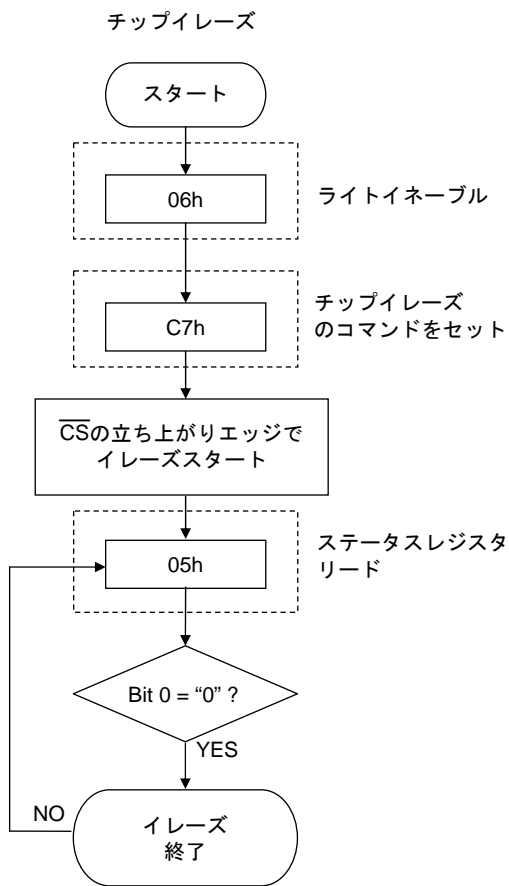 チップイレーズ
スタート
06h
ライトイネーブル
C7h
チップイレーズ
のコマンドをセット
CSの立ち上がりエッジで
イレーズスタート
05h
ステータスレジスタ
リード
Bit 0 = “0” ?
YES
NO
イレーズ
終了